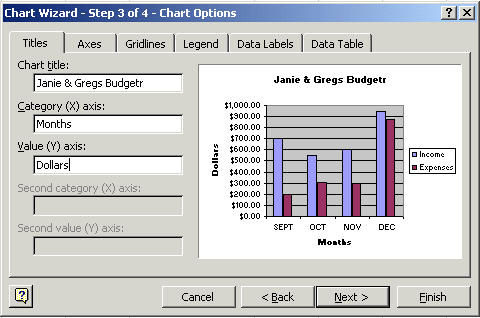 Chart Wizard - Step 3 of 4 - Chart Options
Titles Axes Gridlines Legend Data Labels Data Table
Chart title:
Janie & Gregs Budgetr
Category (X) axis:
Months
Value (Y) axis:
Dollars
Second category (X) axis:
Second value (Y) axis:
Janie & Gregs Budgetr
$1,000.00
$900.00
$800.00
$700.00
$600.00
$500.00
$400.00
$300.00
$200.00
$100.00
$0.00
Dollars
SEPT OCT NOV DEC
Months
Income
Expenses
? Cancel < Back Next > Finish